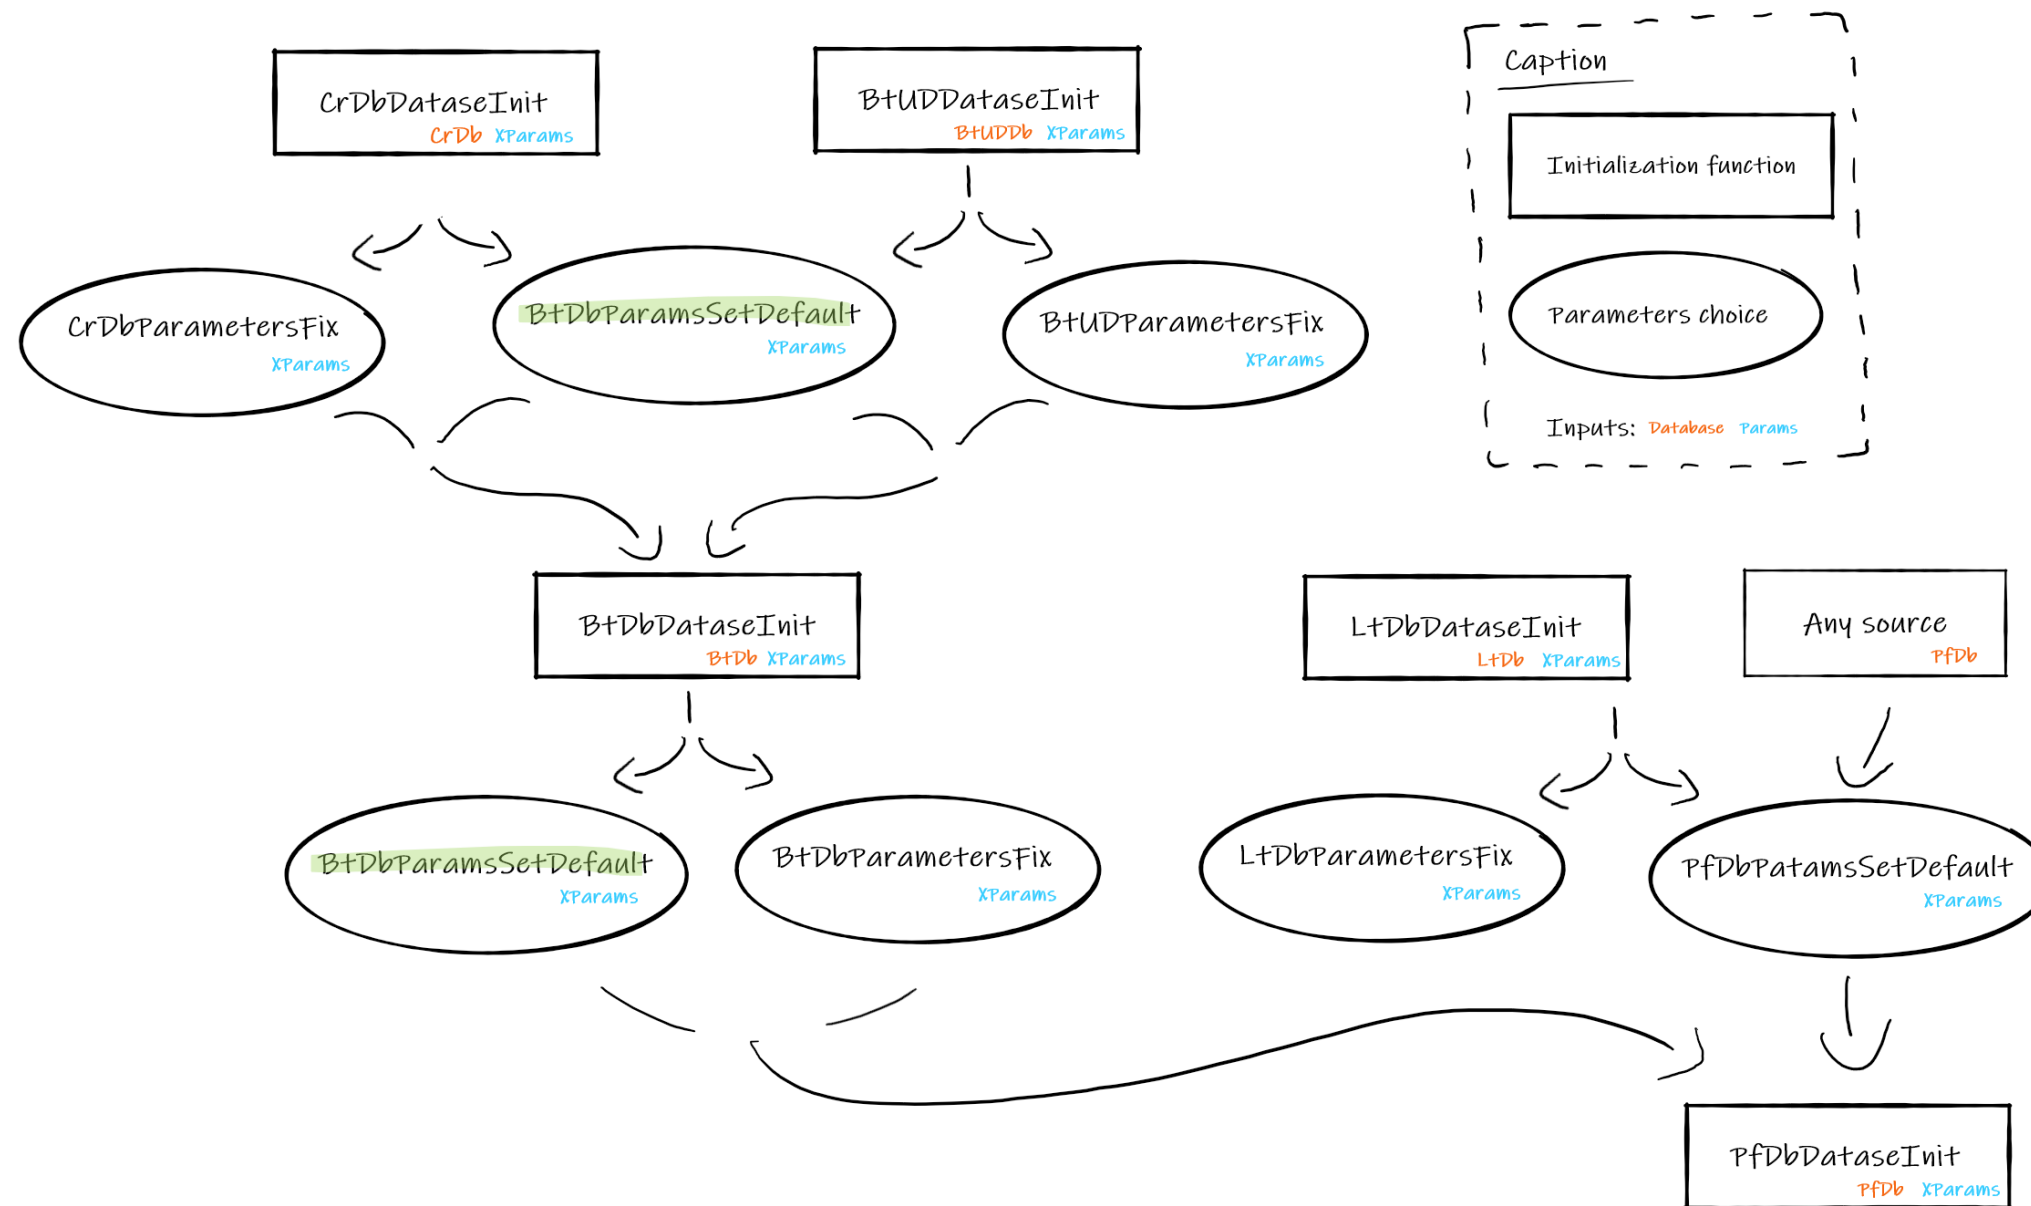 Caption
CrDbDataseInit
CrDb XParams
BtUDDataseInit
BtUDDb XParams
Initialization function
Parameters choice
Inputs: Database Params
CrDbParametersFix
XParams
BtDbParamsSetDefault
XParams
BtUDParametersFix
XParams
BtDbDataseInit
BtDb XParams
LtDbDataseInit
LtDb XParams
Any source
PfDb
BtDbParamsSetDefault
XParams
BtDbParametersFix
XParams
LtDbParametersFix
XParams
PfDbPatamsSetDefault
XParams
PfDbDataseInit
PfDb XParams